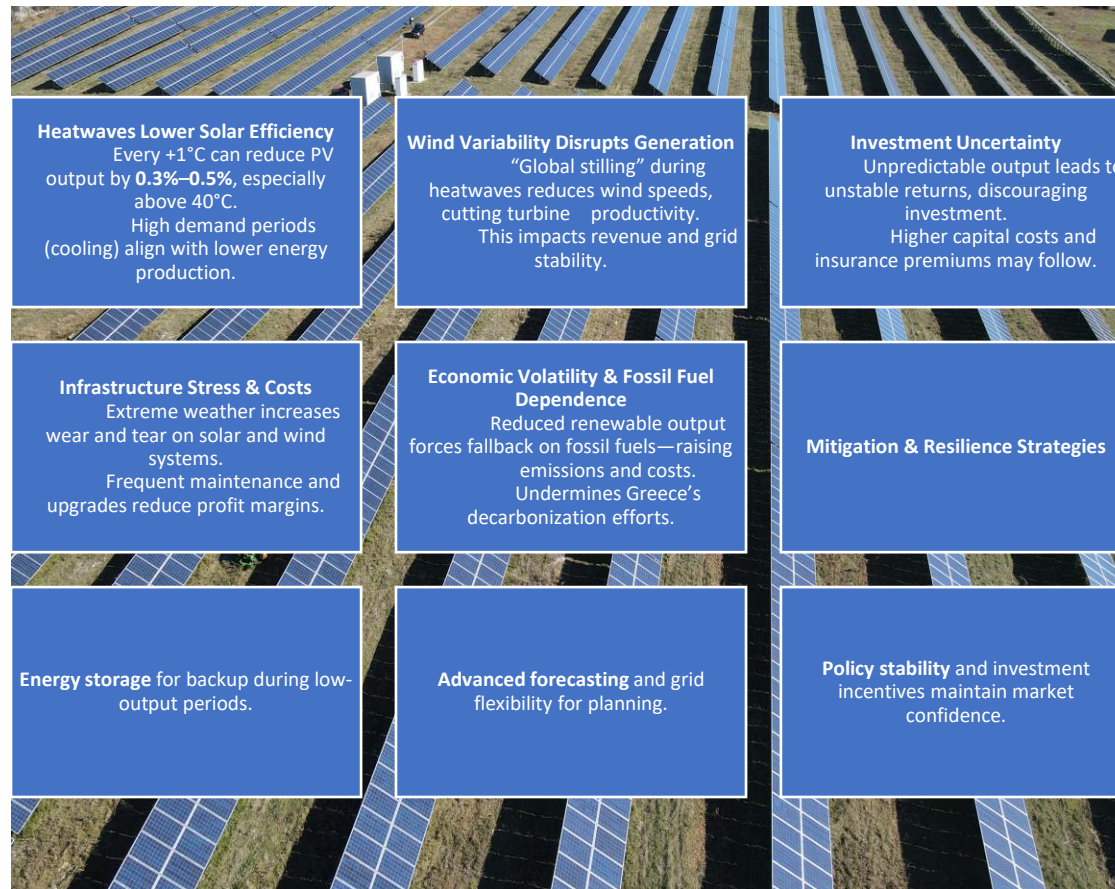 Heatwaves Lower Solar Efficiency
Every +1°C can reduce PV
output by 0.3%–0.5%, especially
above 40°C.
High demand periods
(cooling) align with lower energy
production.
Wind Variability Disrupts Generation
“Global stilling” during
heatwaves reduces wind speeds,
cutting turbine productivity.
This impacts revenue and grid
stability.
Investment Uncertainty
Unpredictable output leads to
unstable returns, discouraging
investment.
Higher capital costs and
insurance premiums may follow.
Infrastructure Stress & Costs
Extreme weather increases
wear and tear on solar and wind
systems.
Frequent maintenance and
upgrades reduce profit margins.
Economic Volatility & Fossil Fuel
Dependence
Reduced renewable output
forces fallback on fossil fuels—raising
emissions and costs.
Undermines Greece’s
decarbonization efforts.
Mitigation & Resilience Strategies
Energy storage for backup during low-
output periods.
Advanced forecasting and grid
flexibility for planning.
Policy stability and investment
incentives maintain market
confidence.